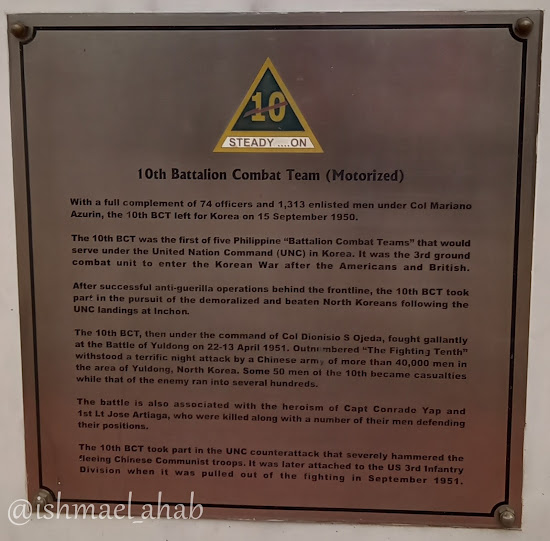 10
STEADY ....ON
10th Battalion Combat Team (Motorized)
With a full complement of 74 officers and 1,313 enlisted men under Col Mariano
Azurin, the 10th BCT left for Korea on 15 September 1950.
The 10th BCT was the first of five Philippine "Battalion Combat Teams" that would
serve under the United Nation Command (UNC) in Korea. It was the 3rd ground
combat unit to enter the Korean War after the Americans and British.
After successful anti-guerilla operations behind the frontline, the 10th BCT took
part in the pursuit of the demoralized and beaten North Koreans following the
UNC landings at Inchon.
The 10th BCT, then under the command of Col Dionisio S Ojeda, fought gallantly
at the Battle of Yuldong on 22-13 April 1951. Outnumbered "The Fighting Tenth"
withstood a terrific night attack by a Chinese army of more than 40,000 men in
the area of Yuldong, North Korea. Some 50 men of the 10th became casualties
while that of the enemy ran into several hundreds.
The battle is also associated with the heroism of Capt Conrado Yap and
1st Lt Jose Artiaga, who were killed along with a number of their men defending
their positions.
The 10th BCT took part in the UNC counterattack that severely hammered the
fleeing Chinese Communist troops. It was later attached to the US 3rd Infantry
Division when it was pulled out of the fighting in September 1951.
@ishmael_ahab